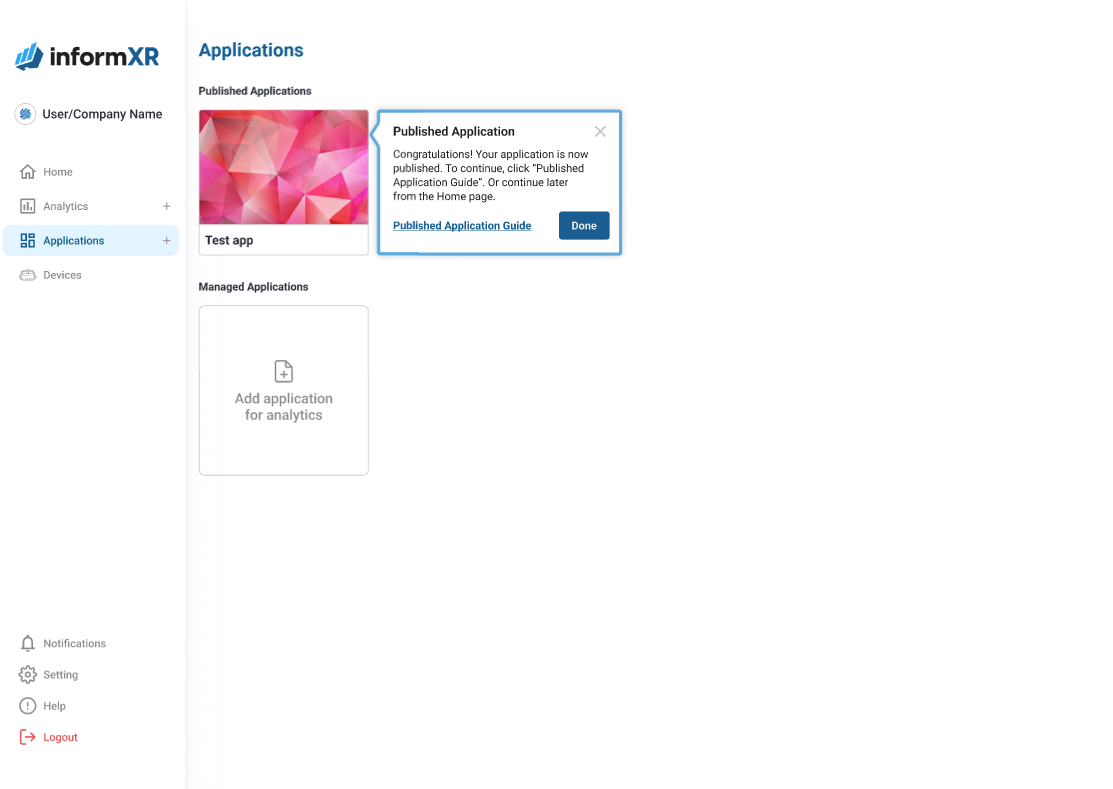 informXR
User/Company Name
Home
Analytics +
Applications +
Devices
Notifications
Setting
Help
Logout
Applications
Published Applications
Test app
Published Application
Congratulations! Your application is now
published. To continue, click “Published
Application Guide”. Or continue later
from the Home page.
Published Application Guide
Done
Managed Applications
Add application
for analytics